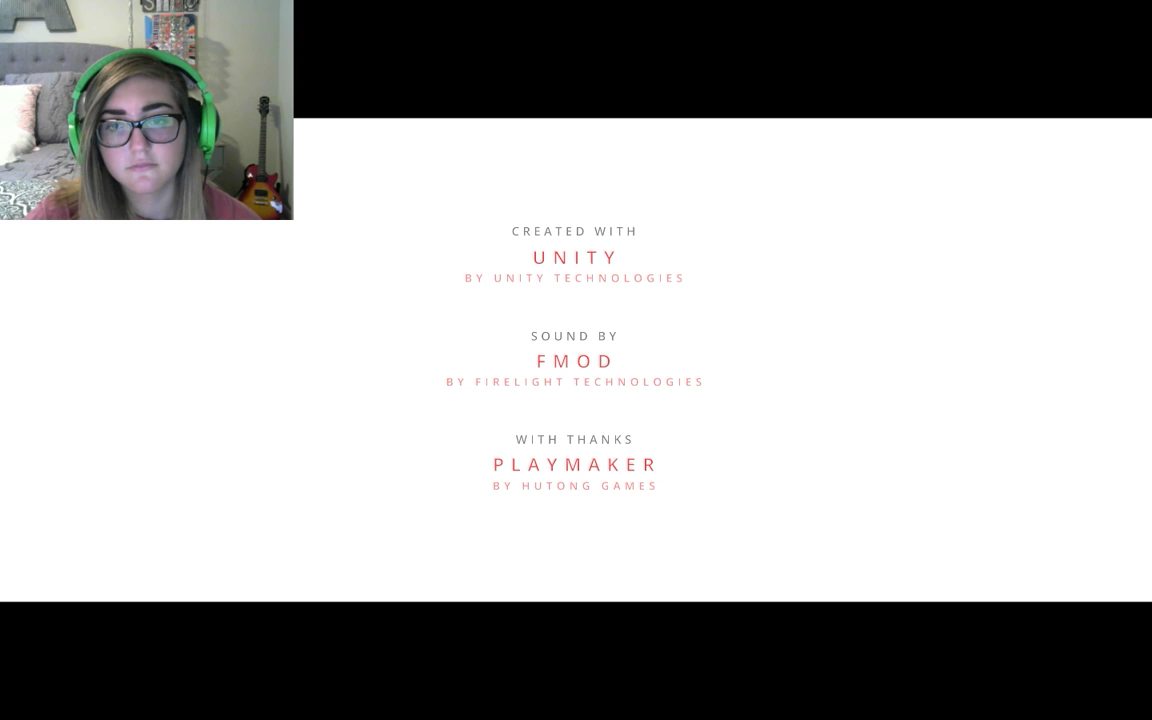 CREATED WITH
UNITY
BY UNITY TECHNOLOGIES
SOUND BY
FMOD
BY FIRELIGHT TECHNOLOGIES
WITH THANKS
PLAYMAKER
BY HUTONG GAMES